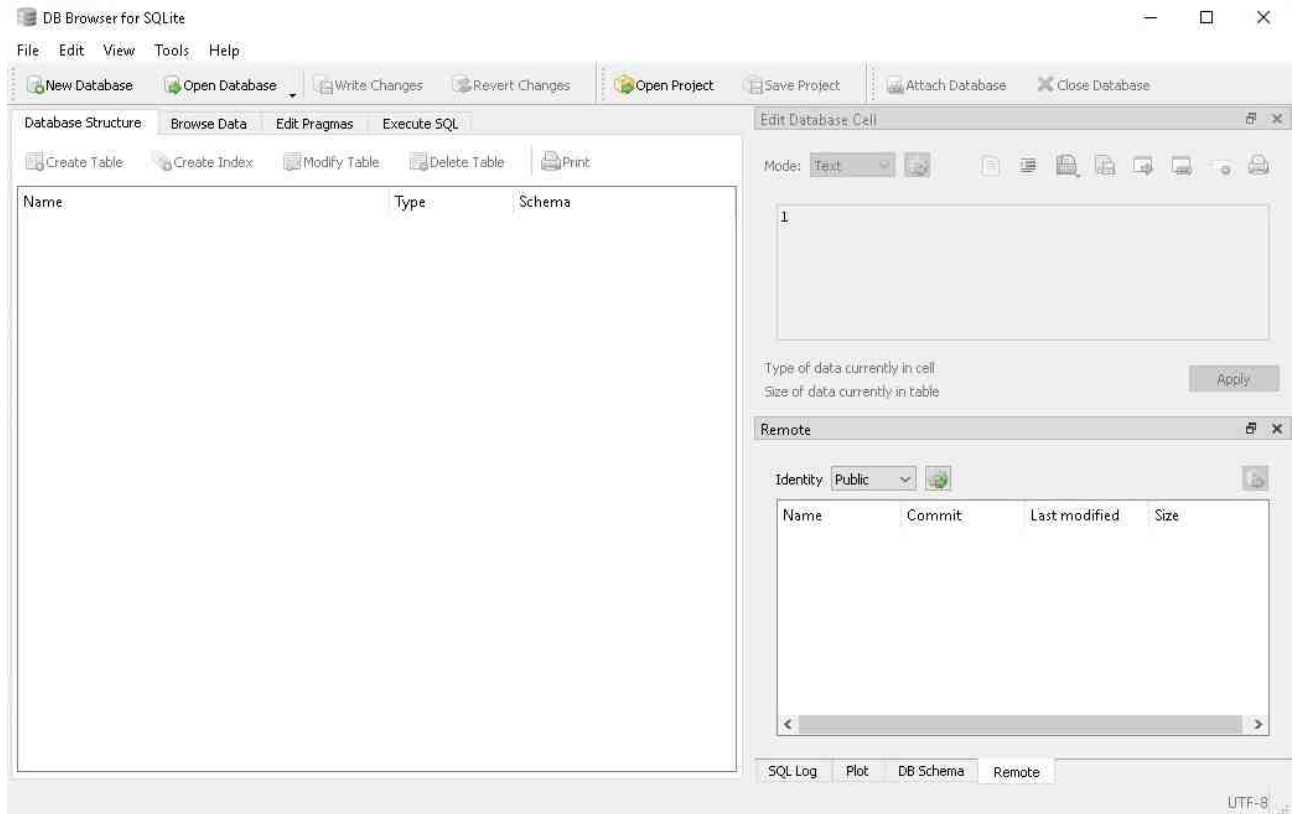 DB Browser for SQLite
File Edit View Tools Help
New Database Open Database Write Changes Revert Changes Open Project Save Project Attach Database Close Database
Database Structure Browse Data Edit Pragmas Execute SQL
Create Table Create Index Modify Table Delete Table Print
Name Type Schema
Edit Database Cell
Mode: Text
1
Type of data currently in cell
Size of data currently in table
Apply
Remote
Identity Public
Name Commit Last modified Size
SQL Log Plot DB Schema Remote
UTF-8